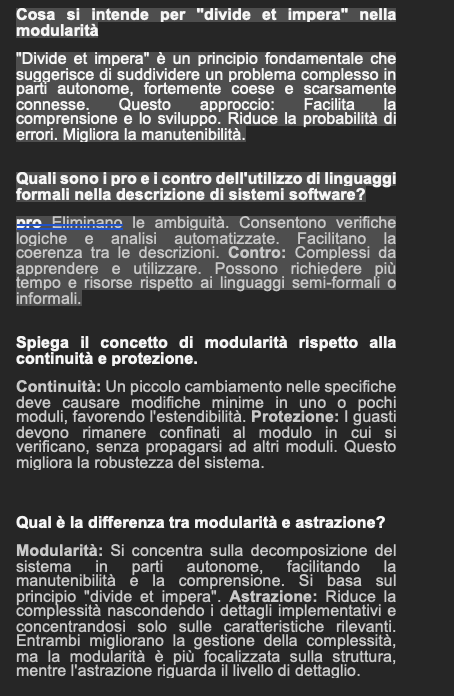 Cosa si intende per "divide et impera" nella
modularità
"Divide et impera" è un principio fondamentale che
suggerisce di suddividere un problema complesso in
parti autonome, fortemente coese e scarsamente
connesse. Questo approccio: Facilita la
comprensione e lo sviluppo. Riduce la probabilità di
errori. Migliora la manutenibilità.
Quali sono i pro e i contro dell'utilizzo di linguaggi
formali nella descrizione di sistemi software?
pro Eliminano le ambiguità. Consentono verifiche
logiche e analisi automatizzate. Facilitano la
coerenza tra le descrizioni. Contro: Complessi da
apprendere e utilizzare. Possono richiedere più
tempo e risorse rispetto ai linguaggi semi-formali o
informali.
Spiega il concetto di modularità rispetto alla
continuità e protezione.
Continuità: Un piccolo cambiamento nelle specifiche
deve causare modifiche minime in uno o pochi
moduli, favorendo l'estendibilità. Protezione: I guasti
devono rimanere confinati al modulo in cui si
verificano, senza propagarsi ad altri moduli. Questo
migliora la robustezza del sistema.
Qual è la differenza tra modularità e astrazione?
Modularità: Si concentra sulla decomposizione del
sistema in parti autonome, facilitando la
manutenibilità e la comprensione. Si basa sul
principio "divide et impera". Astrazione: Riduce la
complessità nascondendo i dettagli implementativi e
concentrandosi solo sulle caratteristiche rilevanti.
Entrambi migliorano la gestione della complessità,
ma la modularità è più focalizzata sulla struttura,
mentre l'astrazione riguarda il livello di dettaglio.